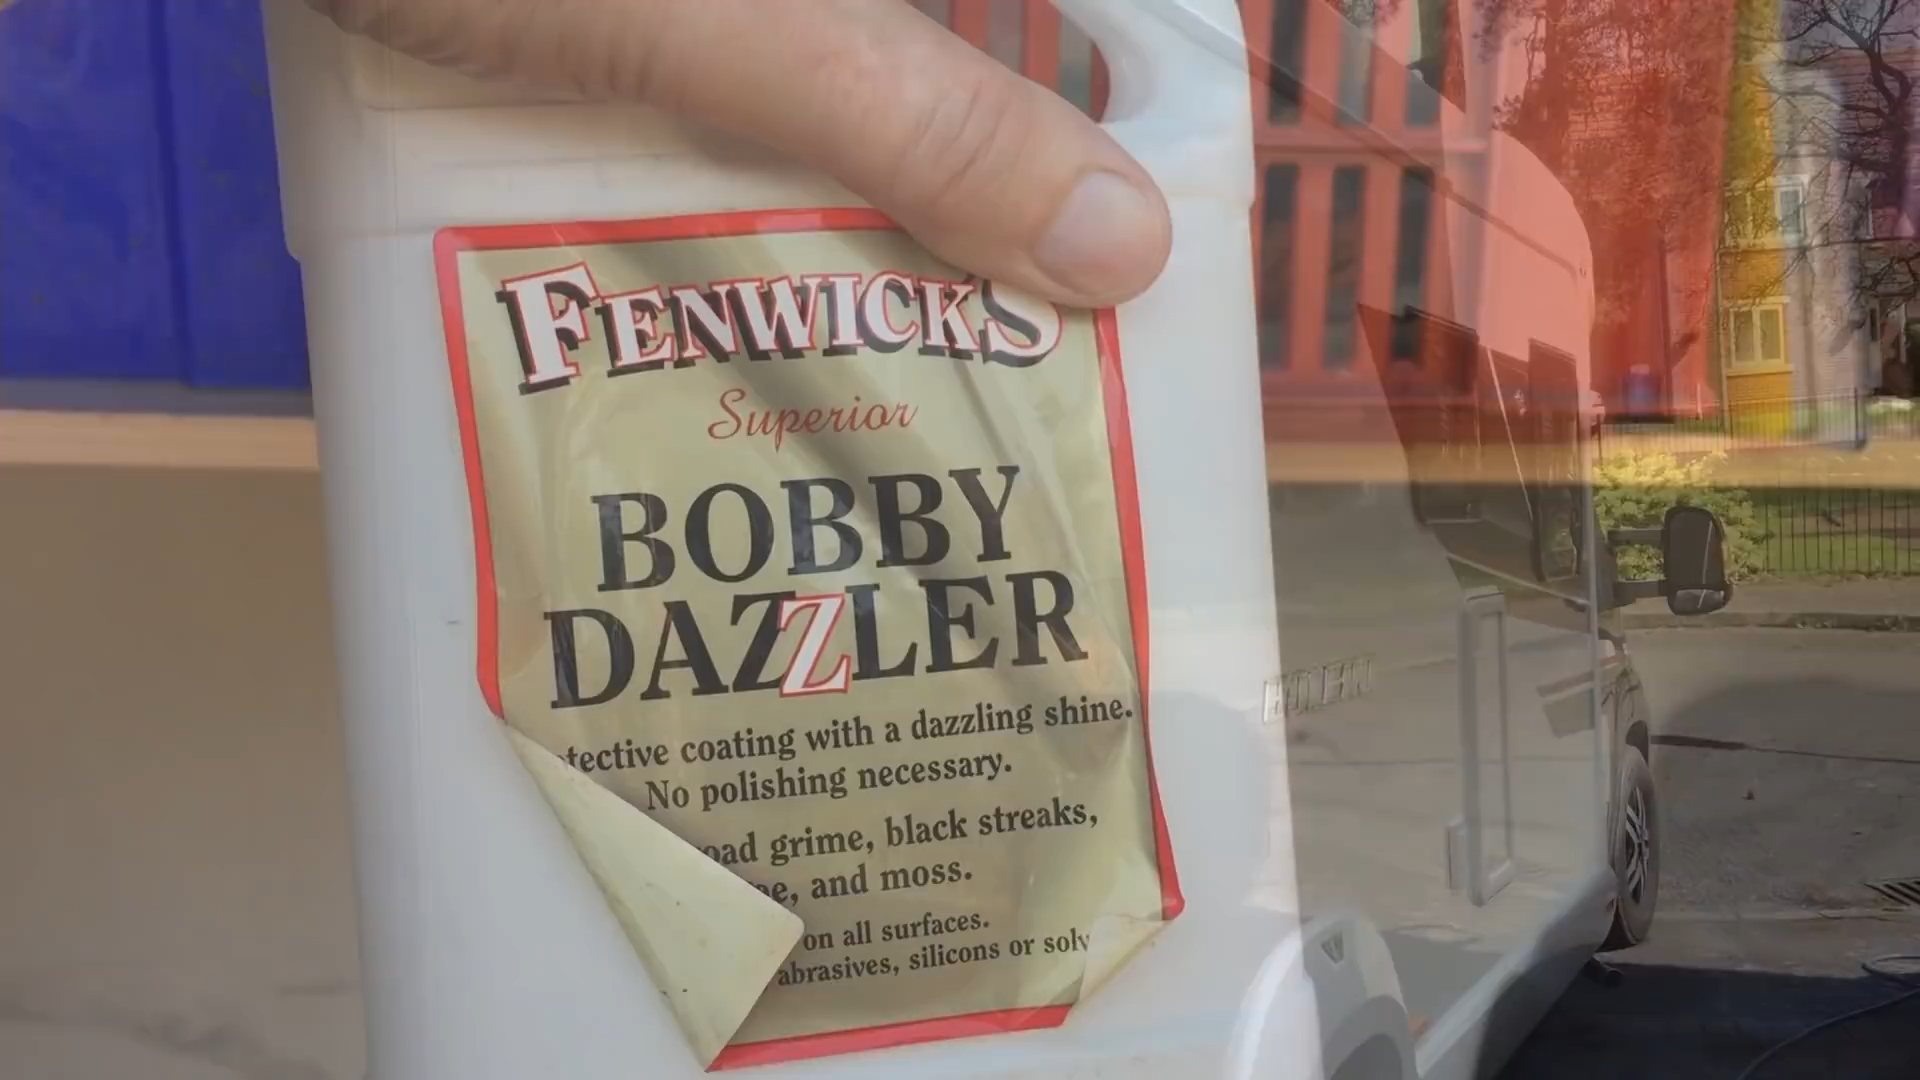 FENWICK'S
Superior
BOBBY
DAZZLER
tective coating with a dazzling shine.
No polishing necessary.
oad grime, black streaks,
e, and moss.
on all surfaces.
abrasives, silicons or solv